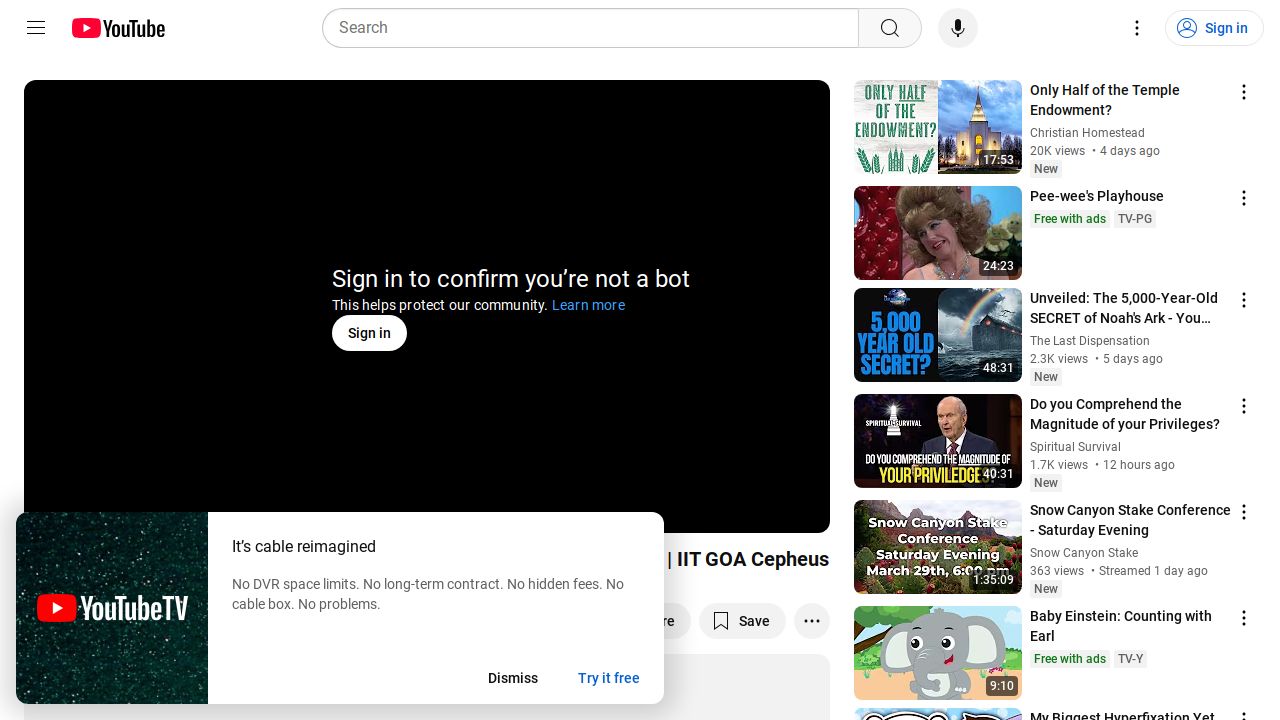 YouTube
Search
Sign in
Sign in to confirm you’re not a bot
This helps protect our community. Learn more
Sign in
| IIT GOA Cepheus
re
Save
YouTubeTV
It’s cable reimagined
No DVR space limits. No long-term contract. No hidden fees. No
cable box. No problems.
Dismiss
Try it free
ONLY HALF
OF THE
ENDOWMENT?
17:53
Only Half of the Temple
Endowment?
Christian Homestead
20K views • 4 days ago
New
24:23
Pee-wee's Playhouse
Free with ads
TV-PG
5,000
YEAR OLD
SECRET?
48:31
Unveiled: The 5,000-Year-Old
SECRET of Noah's Ark - You…
The Last Dispensation
2.3K views • 5 days ago
New
SPIRITUAL SURVIVAL
DO YOU COMPREHEND THE MAGNITUDE OF
YOUR PRIVILEDGES?
40:31
Do you Comprehend the
Magnitude of your Privileges?
Spiritual Survival
1.7K views • 12 hours ago
New
Snow Canyon Stake
Conference
Saturday Evening
March 29th, 6:00 pm
1:35:09
Snow Canyon Stake Conference
- Saturday Evening
Snow Canyon Stake
363 views • Streamed 1 day ago
New
9:10
Baby Einstein: Counting with
Earl
Free with ads
TV-Y
My Biggest Hyperfixation Yet